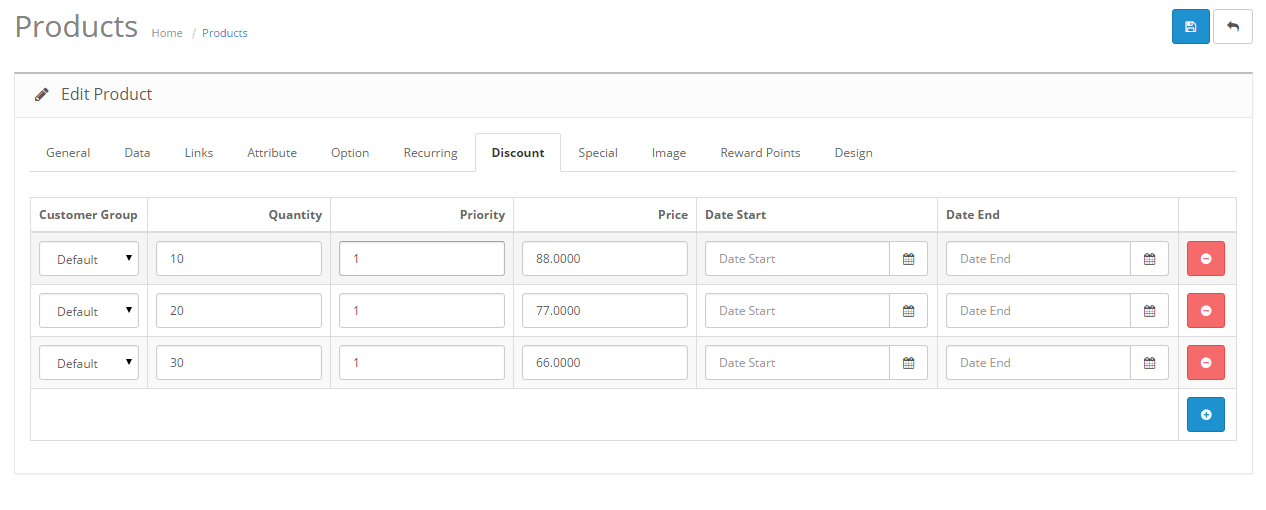 Products Home / Products
Edit Product
General Data Links Attribute Option Recurring Discount Special Image Reward Points Design
Customer Group Quantity Priority Price Date Start Date End
Default 10 1 88.0000 Date Start Date End
Default 20 1 77.0000 Date Start Date End
Default 30 1 66.0000 Date Start Date End